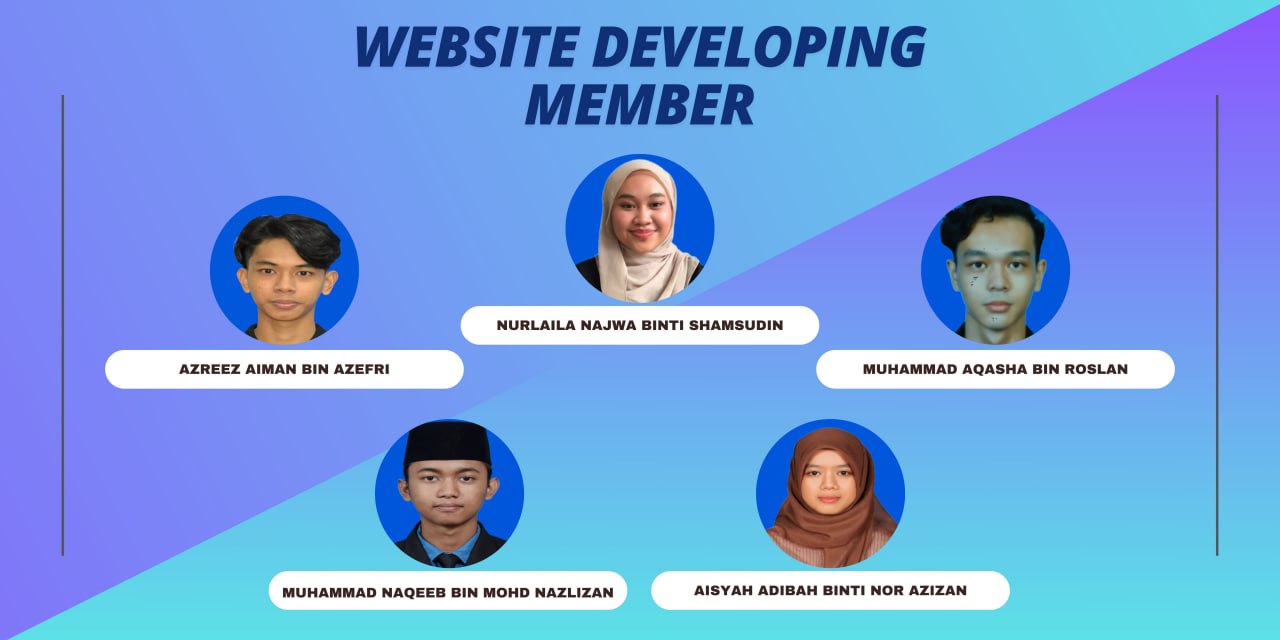 WEBSITE DEVELOPING
MEMBER
NURLAILA NAJWA BINTI SHAMSUDIN
AZREEZ AIMAN BIN AZEFRI
MUHAMMAD AQASHA BIN ROSLAN
MUHAMMAD NAQEEB BIN MOHD NAZLIZAN
AISYAH ADIBAH BINTI NOR AZIZAN